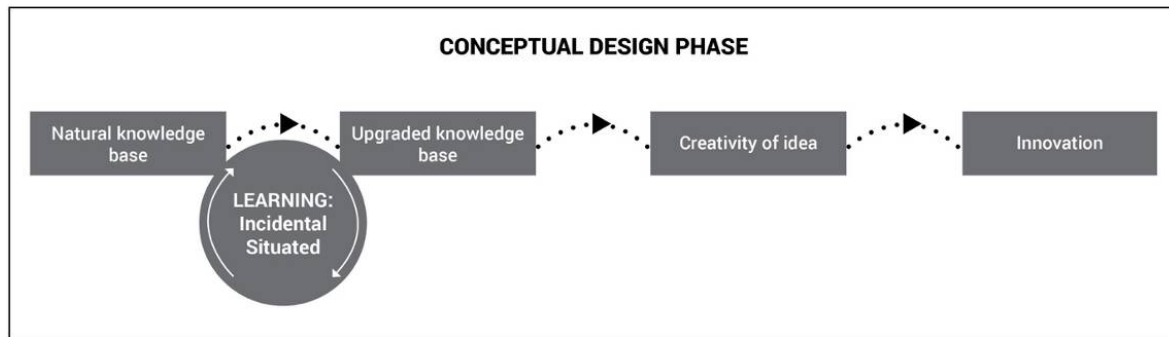 CONCEPTUAL DESIGN PHASE
Natural knowledge
base
Upgraded knowledge
base
Creativity of idea
Innovation
LEARNING:
Incidental
Situated